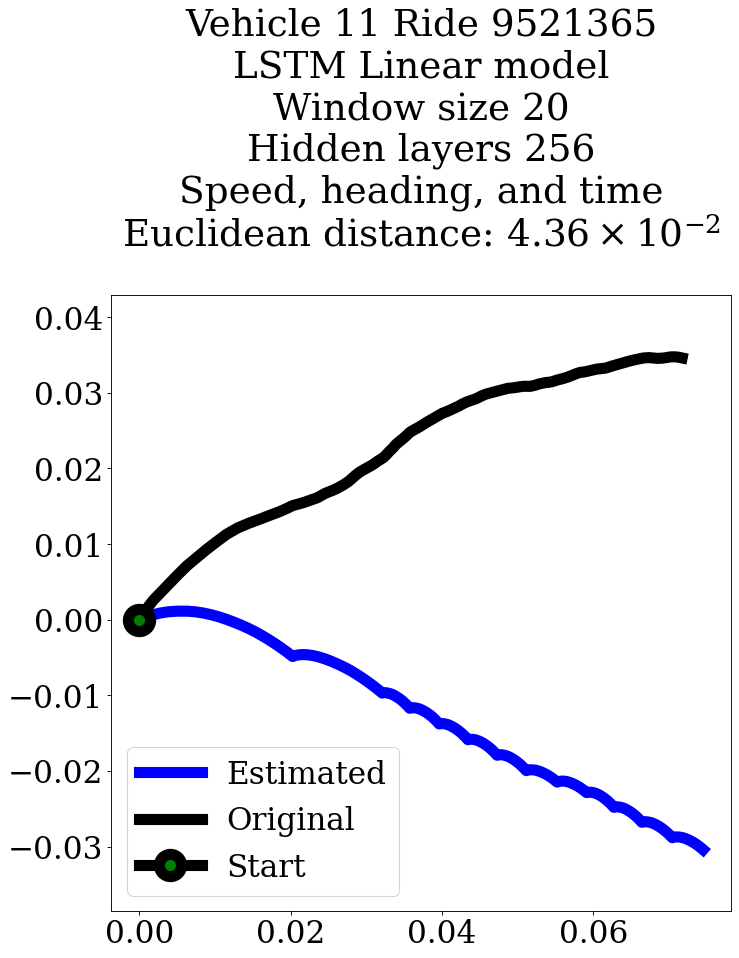 Vehicle 11 Ride 9521365
LSTM Linear model
Window size 20
Hidden layers 256
Speed, heading, and time
Euclidean distance: 4.36 × 10⁻²
0.04
0.03
0.02
0.01
0.00
−0.01
−0.02
−0.03
Estimated
Original
Start
0.00 0.02 0.04 0.06